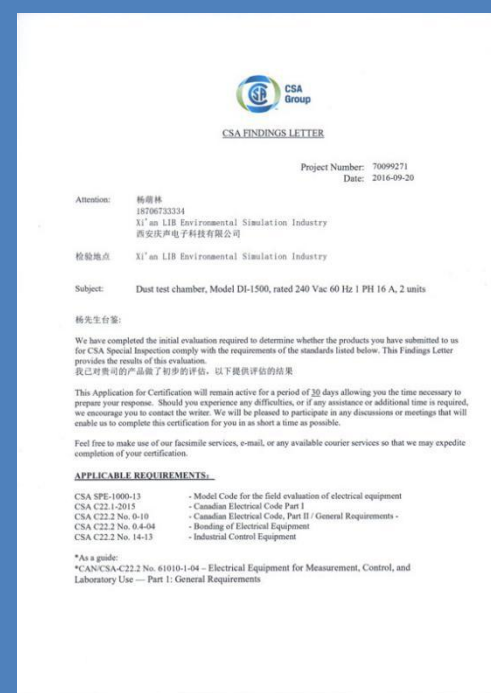 CSA
Group
CSA FINDINGS LETTER
Project Number: 70099271
Date: 2016-09-20
Attention: 杨萌林
18706733334
Xi'an LIB Environmental Simulation Industry
西安庆声电子科技有限公司
检验地点 Xi'an LIB Environmental Simulation Industry
Subject: Dust test chamber, Model DI-1500, rated 240 Vac 60 Hz 1 PH 16 A, 2 units
杨先生台鉴:
We have completed the initial evaluation required to determine whether the products you have submitted to us
for CSA Special Inspection comply with the requirements of the standards listed below. This Findings Letter
provides the results of this evaluation.
我已对贵司的产品做了初步的评估，以下提供评估的结果
This Application for Certification will remain active for a period of 30 days allowing you the time necessary to
prepare your response. Should you experience any difficulties, or if any assistance or additional time is required,
we encourage you to contact the writer. We will be pleased to participate in any discussions or meetings that will
enable us to complete this certification for you in as short a time as possible.
Feel free to make use of our facsimile services, e-mail, or any available courier services so that we may expedite
completion of your certification.
APPLICABLE REQUIREMENTS:
CSA SPE-1000-13 - Model Code for the field evaluation of electrical equipment
CSA C22.1-2015 - Canadian Electrical Code Part I
CSA C22.2 No. 0-10 - Canadian Electrical Code, Part II / General Requirements -
CSA C22.2 No. 0.4-04 - Bonding of Electrical Equipment
CSA C22.2 No. 14-13 - Industrial Control Equipment
*As a guide:
*CAN/CSA-C22.2 No. 61010-1-04 – Electrical Equipment for Measurement, Control, and
Laboratory Use — Part 1: General Requirements